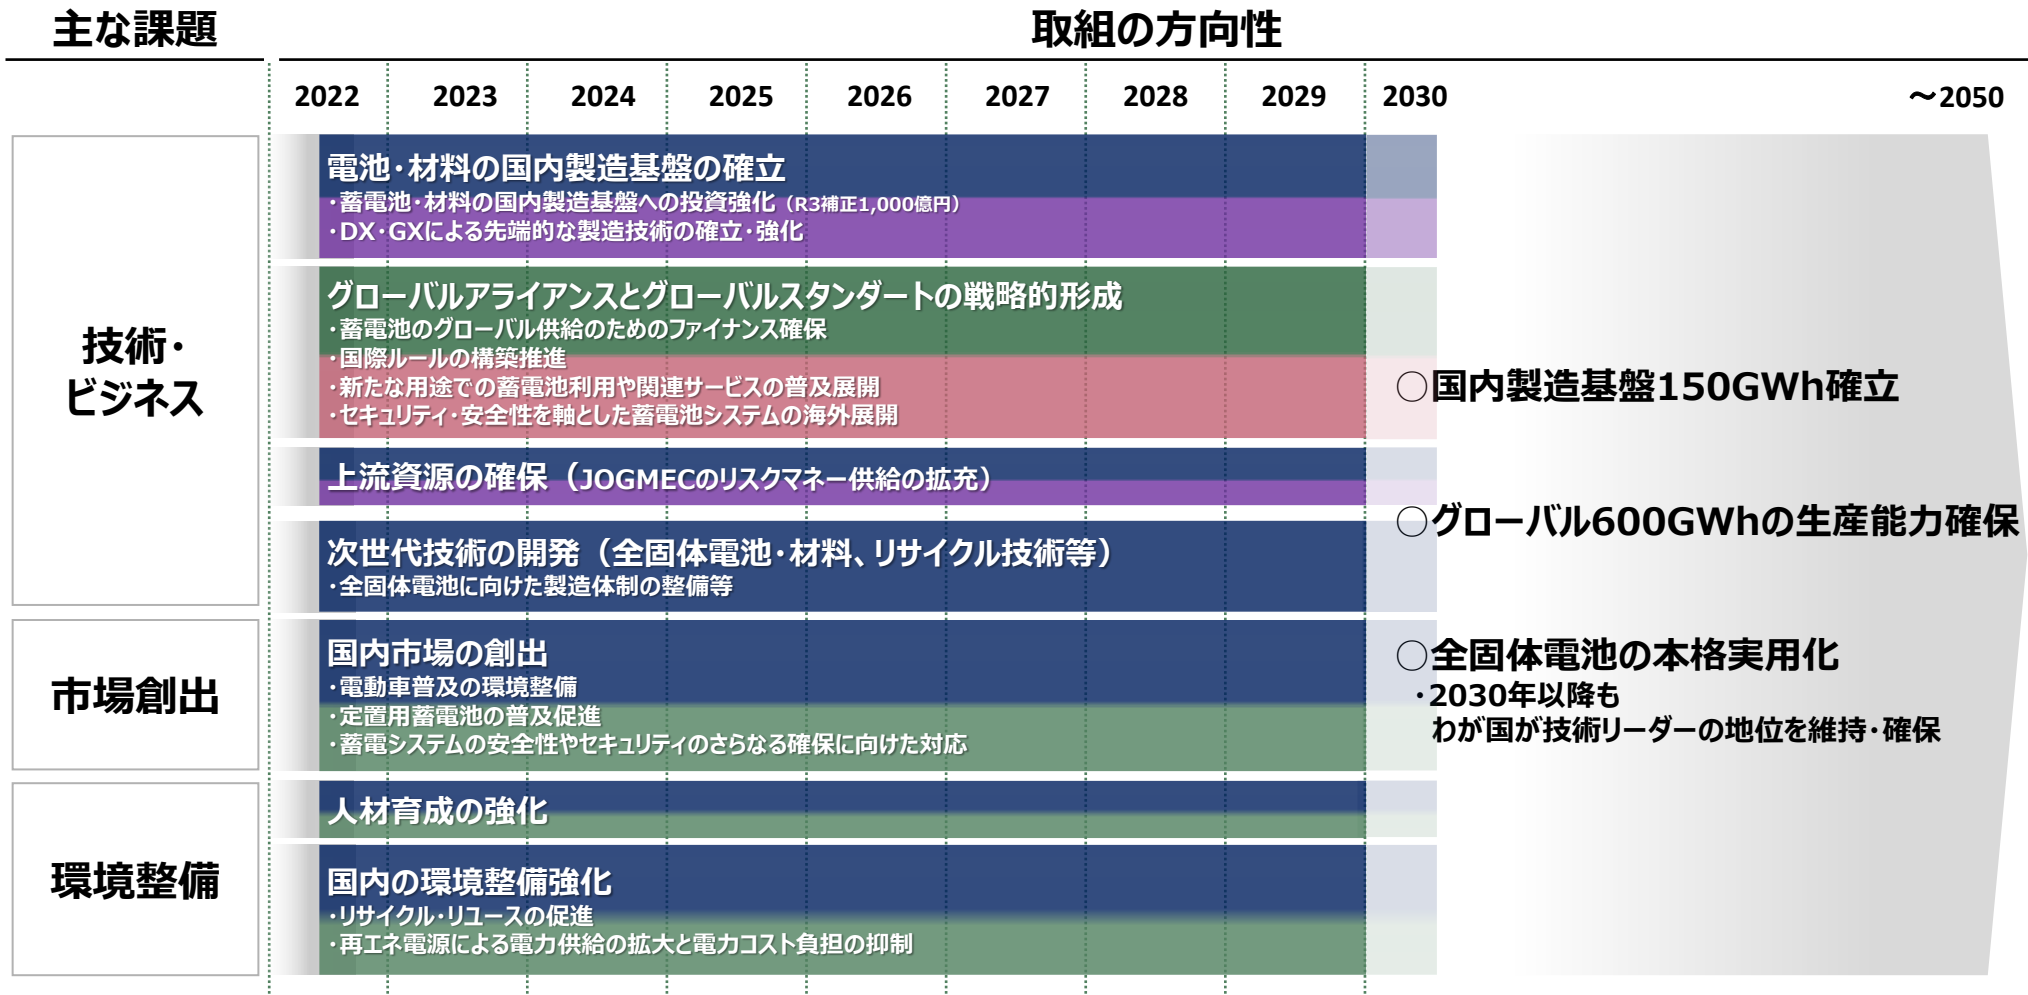 主な課題
取組の方向性
2022 2023 2024 2025 2026 2027 2028 2029 2030 ～2050
技術・
ビジネス
電池・材料の国内製造基盤の確立
・蓄電池・材料の国内製造基盤への投資強化（R3補正1,000億円）
・DX・GXによる先端的な製造技術の確立・強化
グローバルアライアンスとグローバルスタンダートの戦略的形成
・蓄電池のグローバル供給のためのファイナンス確保
・国際ルールの構築推進
・新たな用途での蓄電池利用や関連サービスの普及展開
・セキュリティ・安全性を軸とした蓄電池システムの海外展開
上流資源の確保（JOGMECのリスクマネー供給の拡充）
次世代技術の開発（全固体電池・材料、リサイクル技術等）
・全固体電池に向けた製造体制の整備等
市場創出
国内市場の創出
・電動車普及の環境整備
・定置用蓄電池の普及促進
・蓄電システムの安全性やセキュリティのさらなる確保に向けた対応
環境整備
人材育成の強化
国内の環境整備強化
・リサイクル・リユースの促進
・再エネ電源による電力供給の拡大と電力コスト負担の抑制
○国内製造基盤150GWh確立
○グローバル600GWhの生産能力確保
○全固体電池の本格実用化
・2030年以降も
わが国が技術リーダーの地位を維持・確保